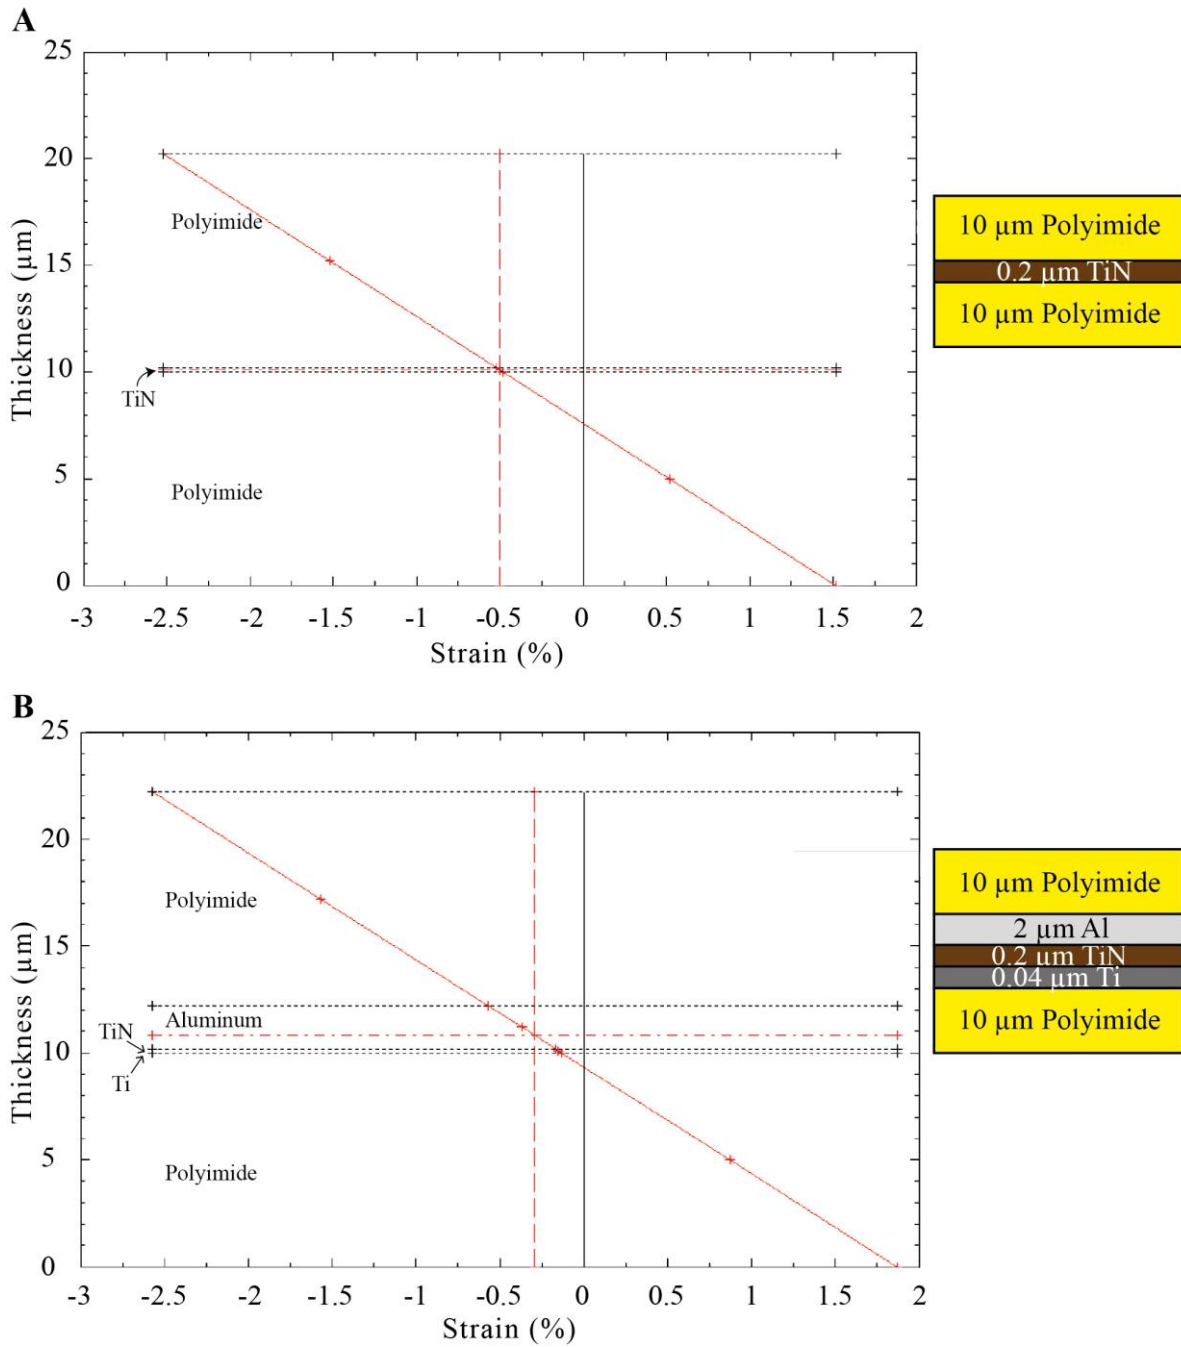 A
25
20
15
10
5
0
Thickness (μm)
Polyimide
TiN
Polyimide
-3 -2.5 -2 -1.5 -1 -0.5 0 0.5 1 1.5 2
Strain (%)
10 μm Polyimide
0.2 μm TiN
10 μm Polyimide
B
25
20
15
10
5
0
Thickness (μm)
Polyimide
Aluminum
TiN
Ti
Polyimide
-3 -2.5 -2 -1.5 -1 -0.5 0 0.5 1 1.5 2
Strain (%)
10 μm Polyimide
2 μm Al
0.2 μm TiN
0.04 μm Ti
10 μm Polyimide